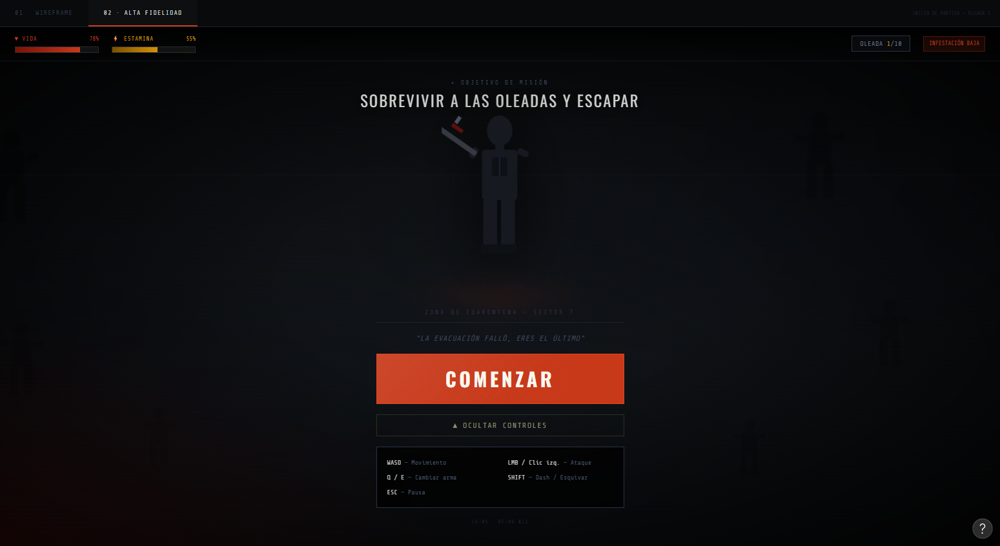 01 · WIREFRAME
02 · ALTA FIDELIDAD
INICIO DE PARTIDA — OLEADA 1
♥ VIDA 78%
ESTAMINA 55%
OLEADA 1/10
INFESTACIÓN BAJA
OBJETIVO DE MISIÓN
SOBREVIVIR A LAS OLEADAS Y ESCAPAR
ZONA DE CUARENTENA — SECTOR 7
"LA EVACUACIÓN FALLÓ, ERES EL ÚLTIMO"
COMENZAR
▲ OCULTAR CONTROLES
WASD — Movimiento
LMB / Clic izq. — Ataque
Q / E — Cambiar arma
SHIFT — Dash / Esquivar
ESC — Pausa
?